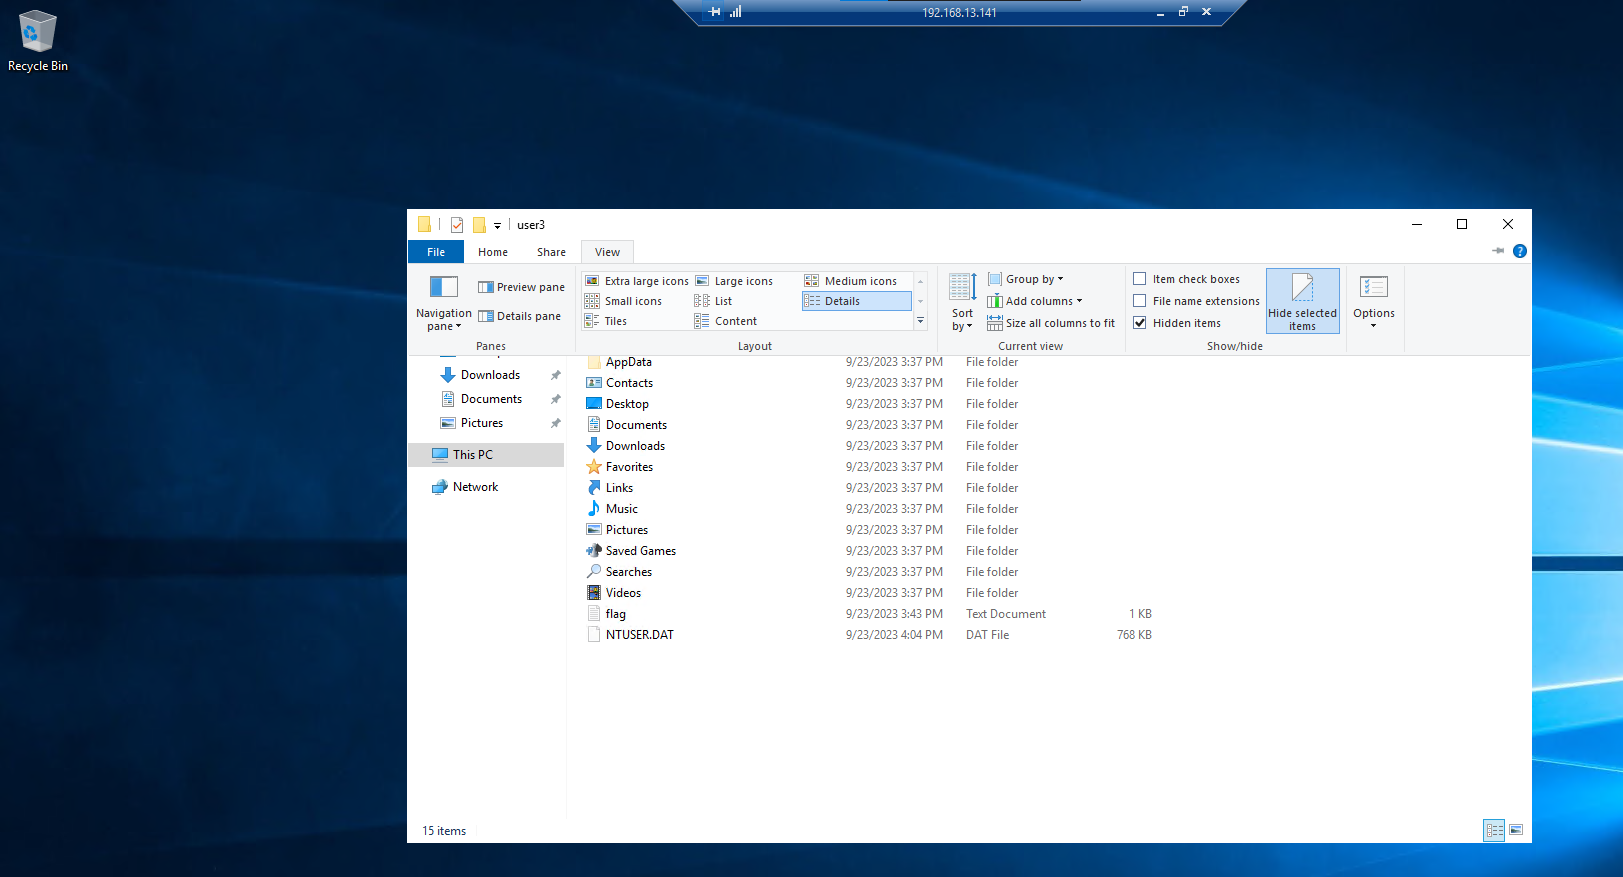 192.168.13.141
Recycle Bin
user3
File Home Share View
Navigation pane
Preview pane
Details pane
Panes
Extra large icons Large icons Medium icons
Small icons List Details
Tiles Content
Layout
Sort by
Group by
Add columns
Size all columns to fit
Current view
Item check boxes
File name extensions
Hidden items
Hide selected items
Show/hide
Options
Downloads
Documents
Pictures
This PC
Network
AppData 9/23/2023 3:37 PM File folder
Contacts 9/23/2023 3:37 PM File folder
Desktop 9/23/2023 3:37 PM File folder
Documents 9/23/2023 3:37 PM File folder
Downloads 9/23/2023 3:37 PM File folder
Favorites 9/23/2023 3:37 PM File folder
Links 9/23/2023 3:37 PM File folder
Music 9/23/2023 3:37 PM File folder
Pictures 9/23/2023 3:37 PM File folder
Saved Games 9/23/2023 3:37 PM File folder
Searches 9/23/2023 3:37 PM File folder
Videos 9/23/2023 3:37 PM File folder
flag 9/23/2023 3:43 PM Text Document 1 KB
NTUSER.DAT 9/23/2023 4:04 PM DAT File 768 KB
15 items